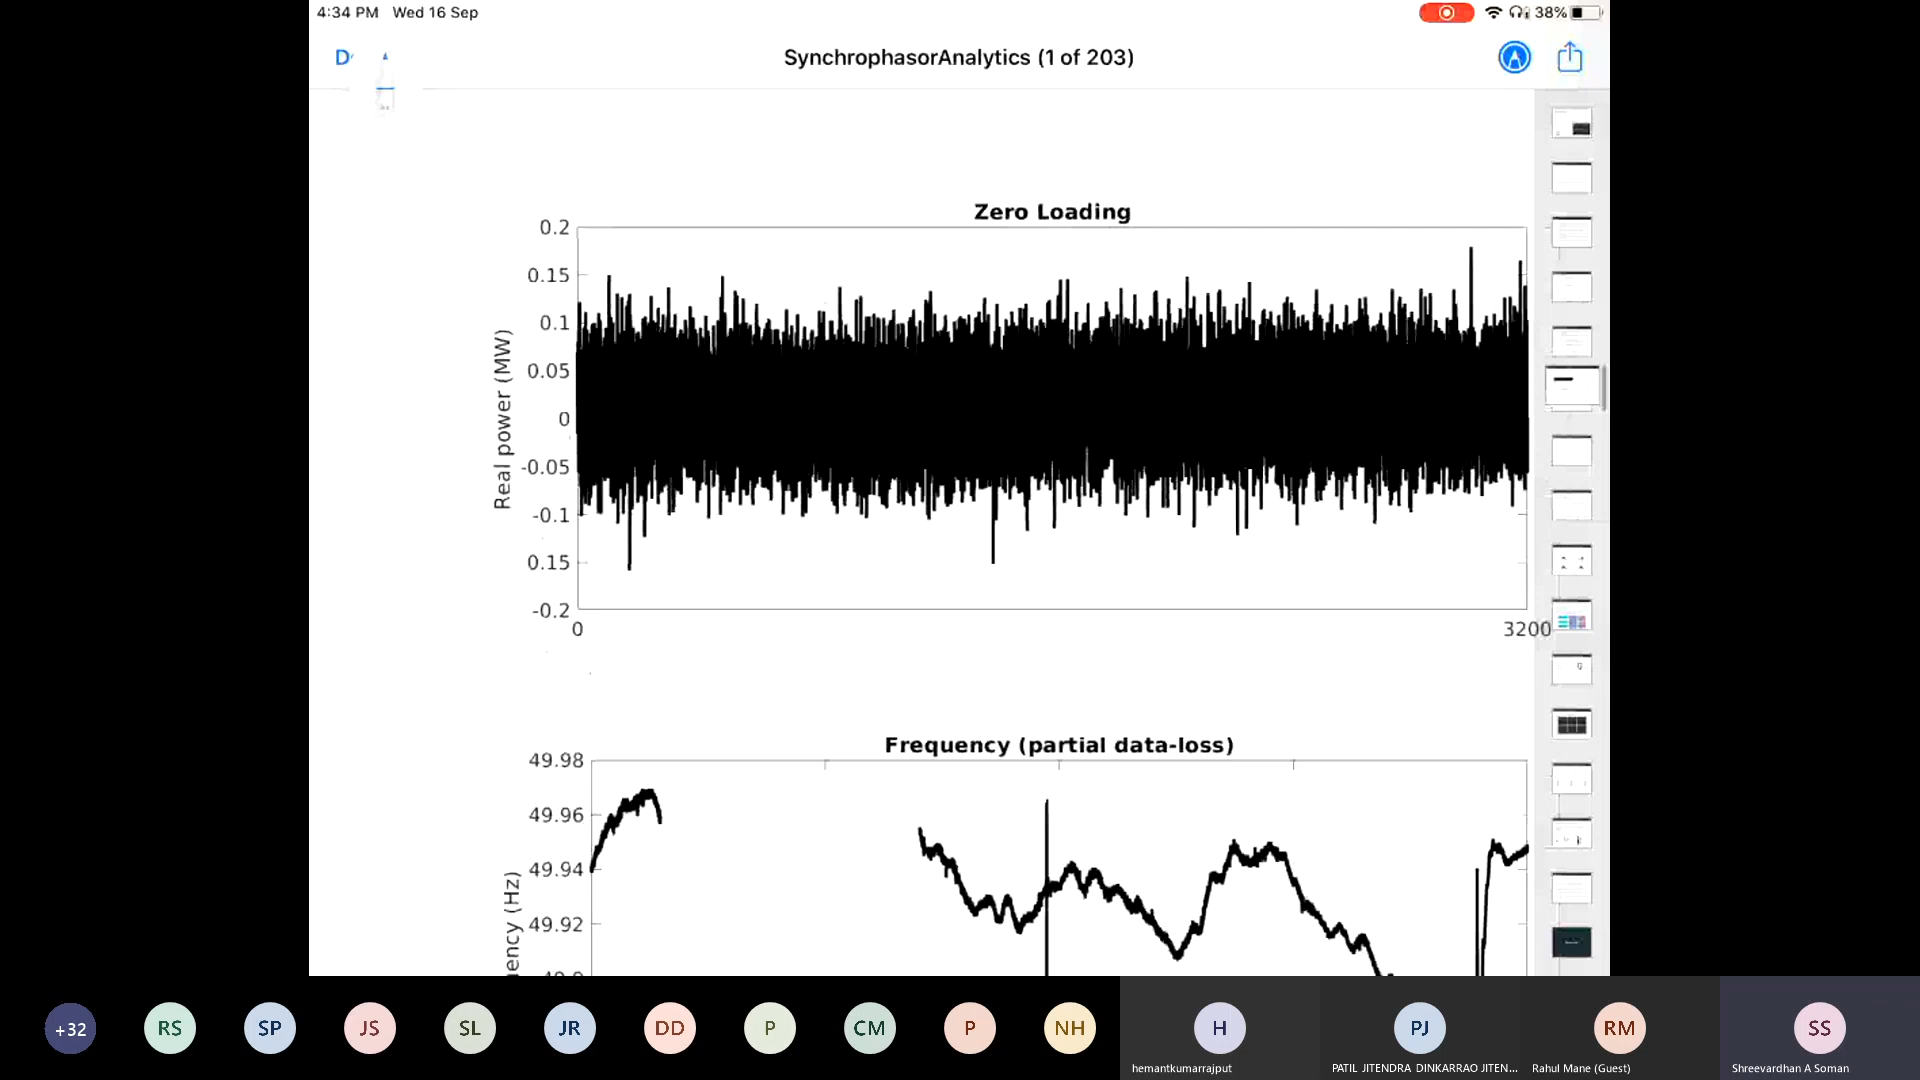 4:34 PM Wed 16 Sep
38%
D
SynchrophasorAnalytics (1 of 203)
Zero Loading
0.2
0.15
0.1
0.05
0
-0.05
-0.1
0.15
-0.2
Real power (MW)
0
3200
Frequency (partial data-loss)
49.98
49.96
49.94
49.92
ency (Hz)
+32
RS
SP
JS
SL
JR
DD
P
CM
P
NH
H
PJ
RM
SS
hemantkumarrajput
PATIL JITENDRA DINKARRAO JITEN...
Rahul Mane (Guest)
Shreevardhan A Soman